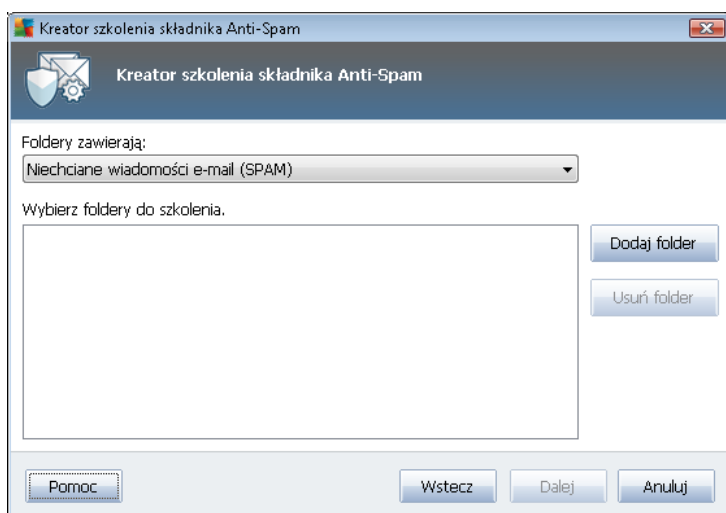 Kreator szkolenia składnika Anti-Spam
Kreator szkolenia składnika Anti-Spam
Foldery zawierają:
Niechciane wiadomości e-mail (SPAM)
Wybierz foldery do szkolenia.
Dodaj folder
Usuń folder
Pomoc
Wstecz
Dalej
Anuluj